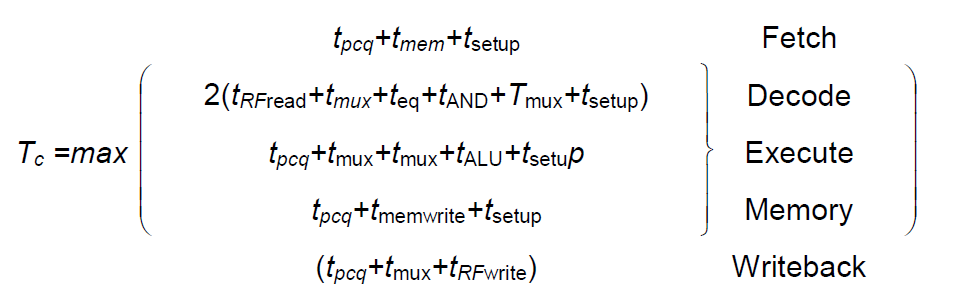 tpcq+tmem+tsetup Fetch
2(tRFread+tmux+teq+tAND+Tmux+tsetup) Decode
Tc =max tpcq+tmux+tmux+tALU+tsetup Execute
tpcq+tmemwrite+tsetup Memory
(tpcq+tmux+tRFwrite) Writeback